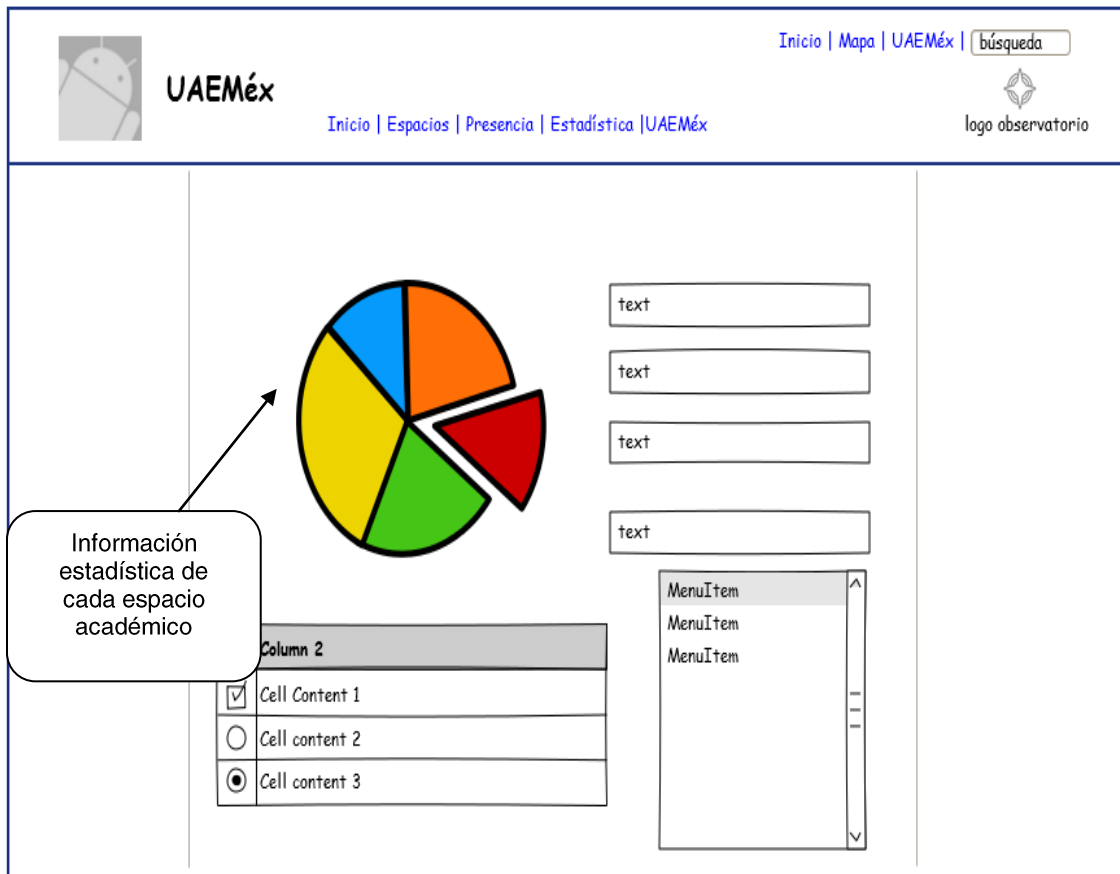 Inicio | Mapa | UAEMéx | búsqueda
UAEMéx
Inicio | Espacios | Presencia | Estadística |UAEMéx
logo observatorio
text
text
text
text
Información
estadística de
cada espacio
académico
Column 2
Cell Content 1
Cell content 2
Cell content 3
MenuItem
MenuItem
MenuItem